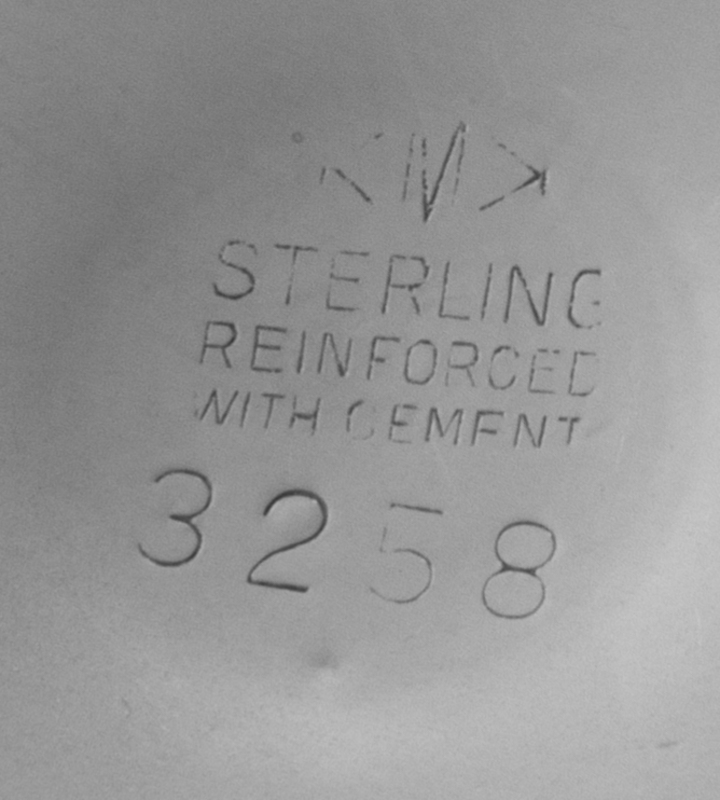 STERLING
REINFORCED
WITH CEMENT
3258